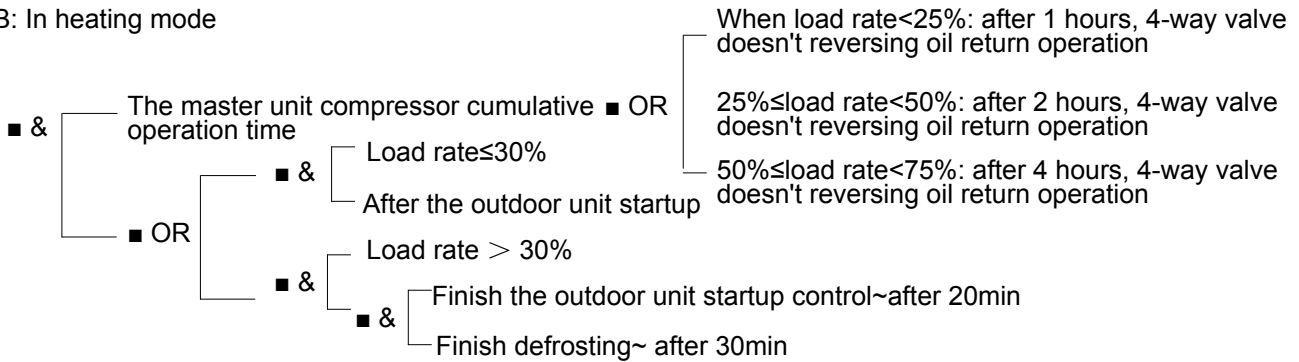 B: In heating mode
When load rate<25%: after 1 hours, 4-way valve
doesn't reversing oil return operation
■ &
The master unit compressor cumulative
operation time
■ OR
25%≤load rate<50%: after 2 hours, 4-way valve
doesn't reversing oil return operation
50%≤load rate<75%: after 4 hours, 4-way valve
doesn't reversing oil return operation
■ OR
■ &
Load rate≤30%
After the outdoor unit startup
■ &
Load rate > 30%
■ &
Finish the outdoor unit startup control~after 20min
Finish defrosting~ after 30min